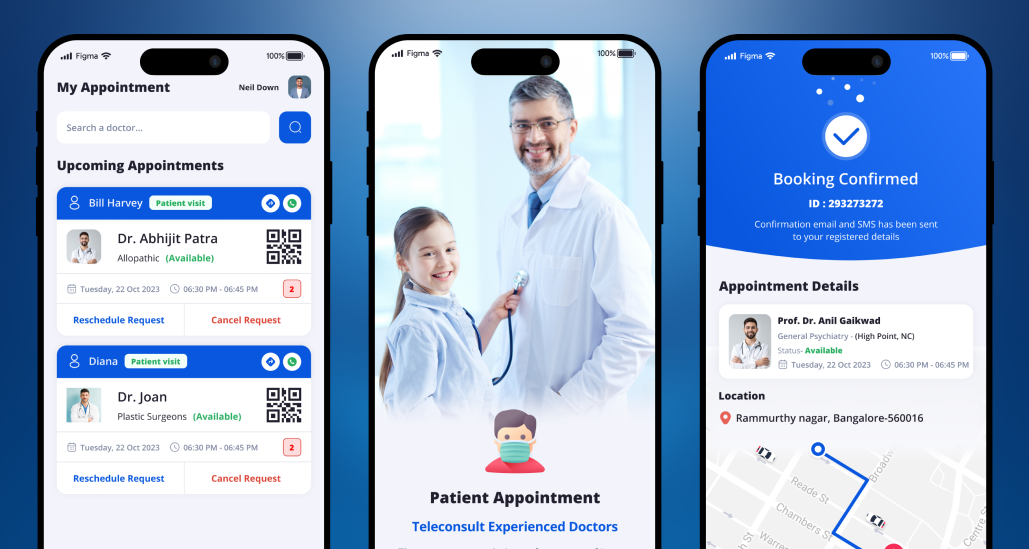 Figma
100%
My Appointment
Neil Down
Search a doctor...
Upcoming Appointments
Bill Harvey
Patient visit
Dr. Abhijit Patra
Allopathic (Available)
Tuesday, 22 Oct 2023
06:30 PM - 06:45 PM
2
Reschedule Request
Cancel Request
Diana
Patient visit
Dr. Joan
Plastic Surgeons (Available)
Tuesday, 22 Oct 2023
06:30 PM - 06:45 PM
2
Reschedule Request
Cancel Request
Figma
100%
Patient Appointment
Teleconsult Experienced Doctors
Figma
100%
Booking Confirmed
ID : 293273272
Confirmation email and SMS has been sent
to your registered details
Appointment Details
Prof. Dr. Anil Gaikwad
General Psychiatry - (High Point, NC)
Status- Available
Tuesday, 22 Oct 2023
06:30 PM - 06:45 PM
Location
Rammurthy nagar, Bangalore-560016
Reade St
Chambers St
Centre